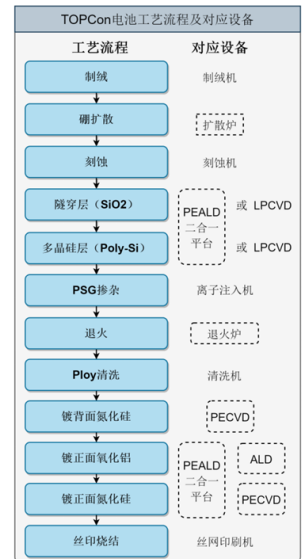 TOPCon电池工艺流程及对应设备
工艺流程 对应设备
制绒 制绒机
硼扩散 扩散炉
刻蚀 刻蚀机
隧穿层（SiO2） PEALD 二合一 平台 或 LPCVD
多晶硅层（Poly-Si） 或 LPCVD
PSG掺杂 离子注入机
退火 退火炉
Ploy清洗 清洗机
镀背面氮化硅 PECVD
镀正面氧化铝 PEALD 二合一 平台 ALD
镀正面氮化硅 PECVD
丝印烧结 丝网印刷机